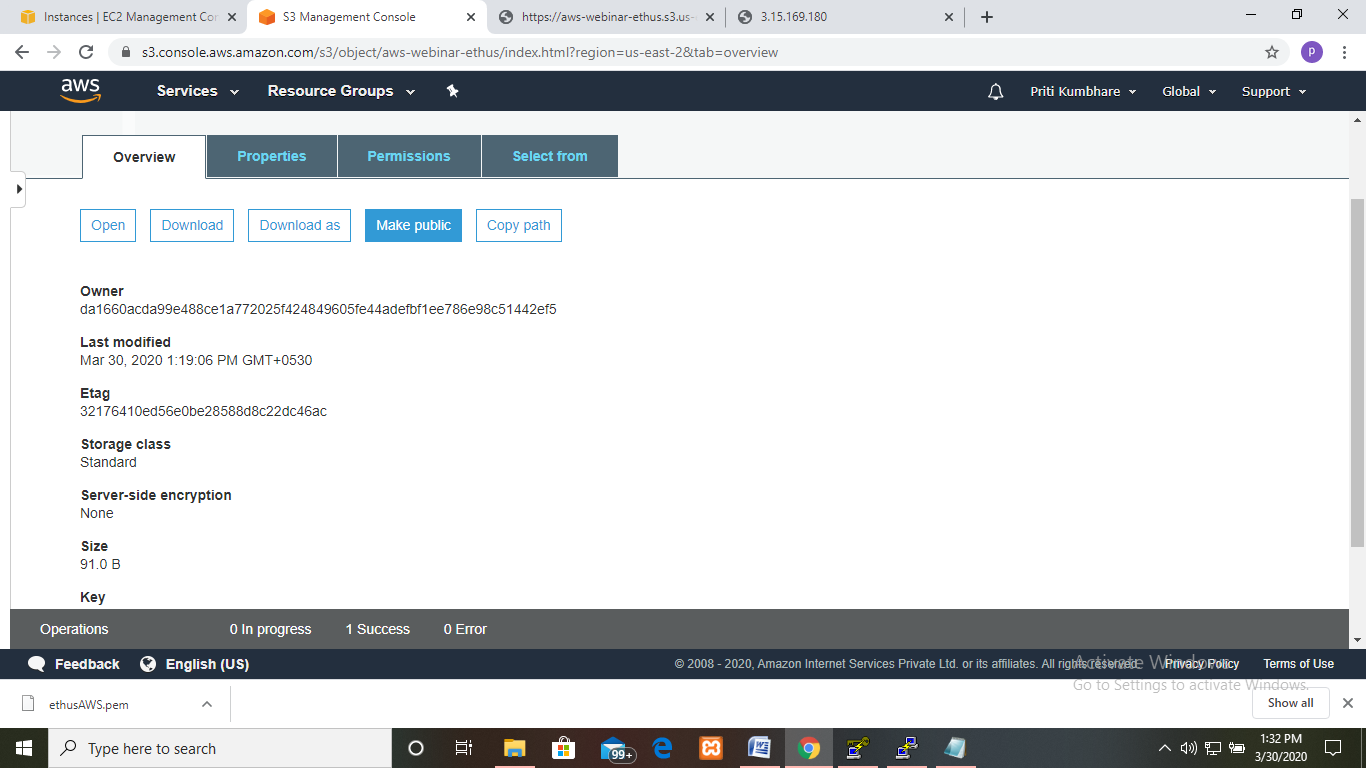 Instances | EC2 Management Con
S3 Management Console
https://aws-webinar-ethus.s3.us-
3.15.169.180
s3.console.aws.amazon.com/s3/object/aws-webinar-ethus/index.html?region=us-east-2&tab=overview
p
aws
Services
Resource Groups
Priti Kumbhare
Global
Support
Overview
Properties
Permissions
Select from
Open
Download
Download as
Make public
Copy path
Owner
da1660acda99e488ce1a772025f424849605fe44adefbf1ee786e98c51442ef5
Last modified
Mar 30, 2020 1:19:06 PM GMT+0530
Etag
32176410ed56e0be28588d8c22dc46ac
Storage class
Standard
Server-side encryption
None
Size
91.0 B
Key
Operations
0 In progress
1 Success
0 Error
Feedback
English (US)
© 2008 - 2020, Amazon Internet Services Private Ltd. or its affiliates. All rights reserved.
Privacy Policy
Terms of Use
Activate Windows
Go to Settings to activate Windows.
ethusAWS.pem
Show all
Type here to search
99+
W
1:32 PM
3/30/2020